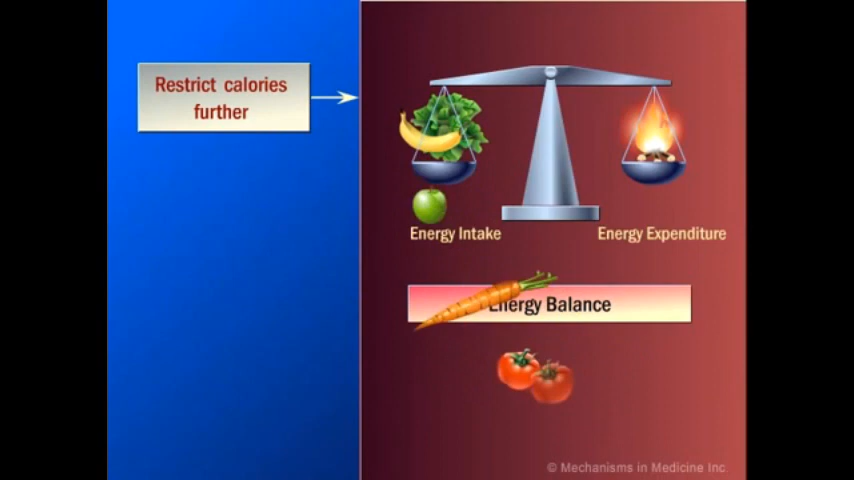 Restrict calories
further
Energy Intake
Energy Expenditure
Energy Balance
© Mechanisms in Medicine Inc.